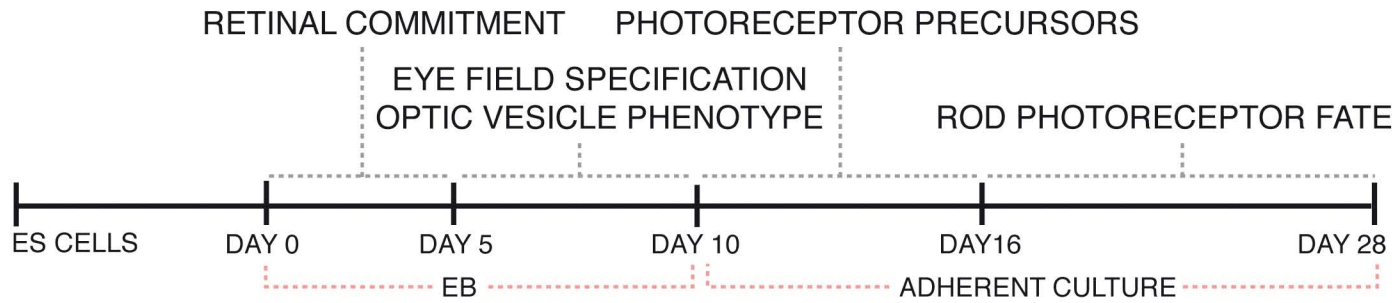 RETINAL COMMITMENT
PHOTORECEPTOR PRECURSORS
EYE FIELD SPECIFICATION
OPTIC VESICLE PHENOTYPE
ROD PHOTORECEPTOR FATE
ES CELLS
DAY 0
DAY 5
DAY 10
DAY16
DAY 28
EB
ADHERENT CULTURE